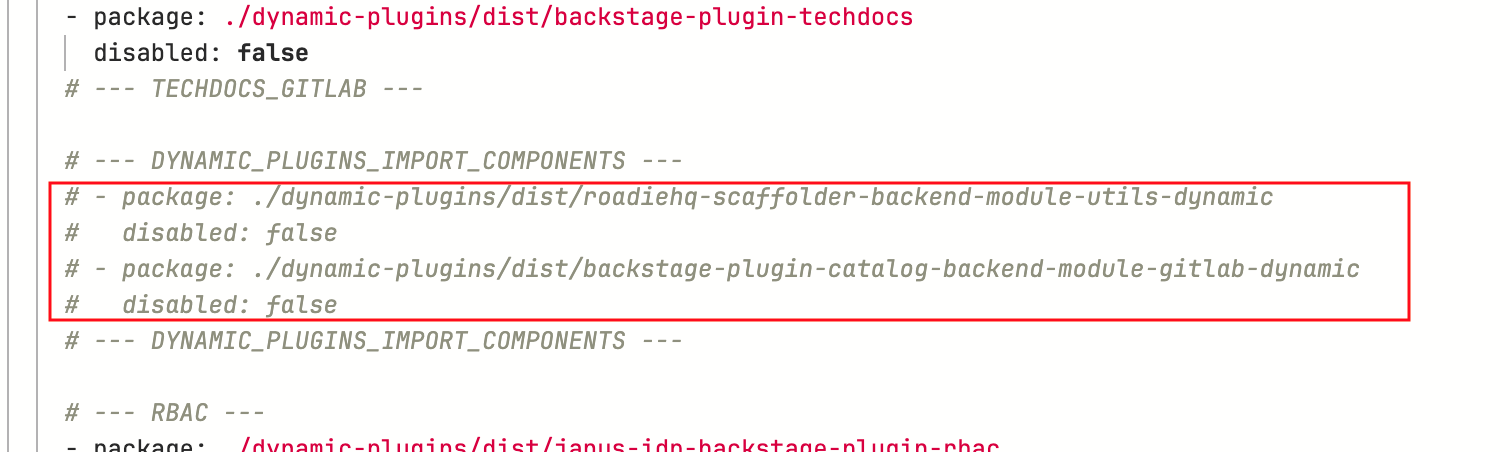 - package: ./dynamic-plugins/dist/backstage-plugin-techdocs
disabled: false
# --- TECHDOCS_GITLAB ---
# --- DYNAMIC_PLUGINS_IMPORT_COMPONENTS ---
# - package: ./dynamic-plugins/dist/roadiehq-scaffolder-backend-module-utils-dynamic
#   disabled: false
# - package: ./dynamic-plugins/dist/backstage-plugin-catalog-backend-module-gitlab-dynamic
#   disabled: false
# --- DYNAMIC_PLUGINS_IMPORT_COMPONENTS ---
# --- RBAC ---
- package: ./dynamic-plugins/dist/janus-idp-backstage-plugin-rbac